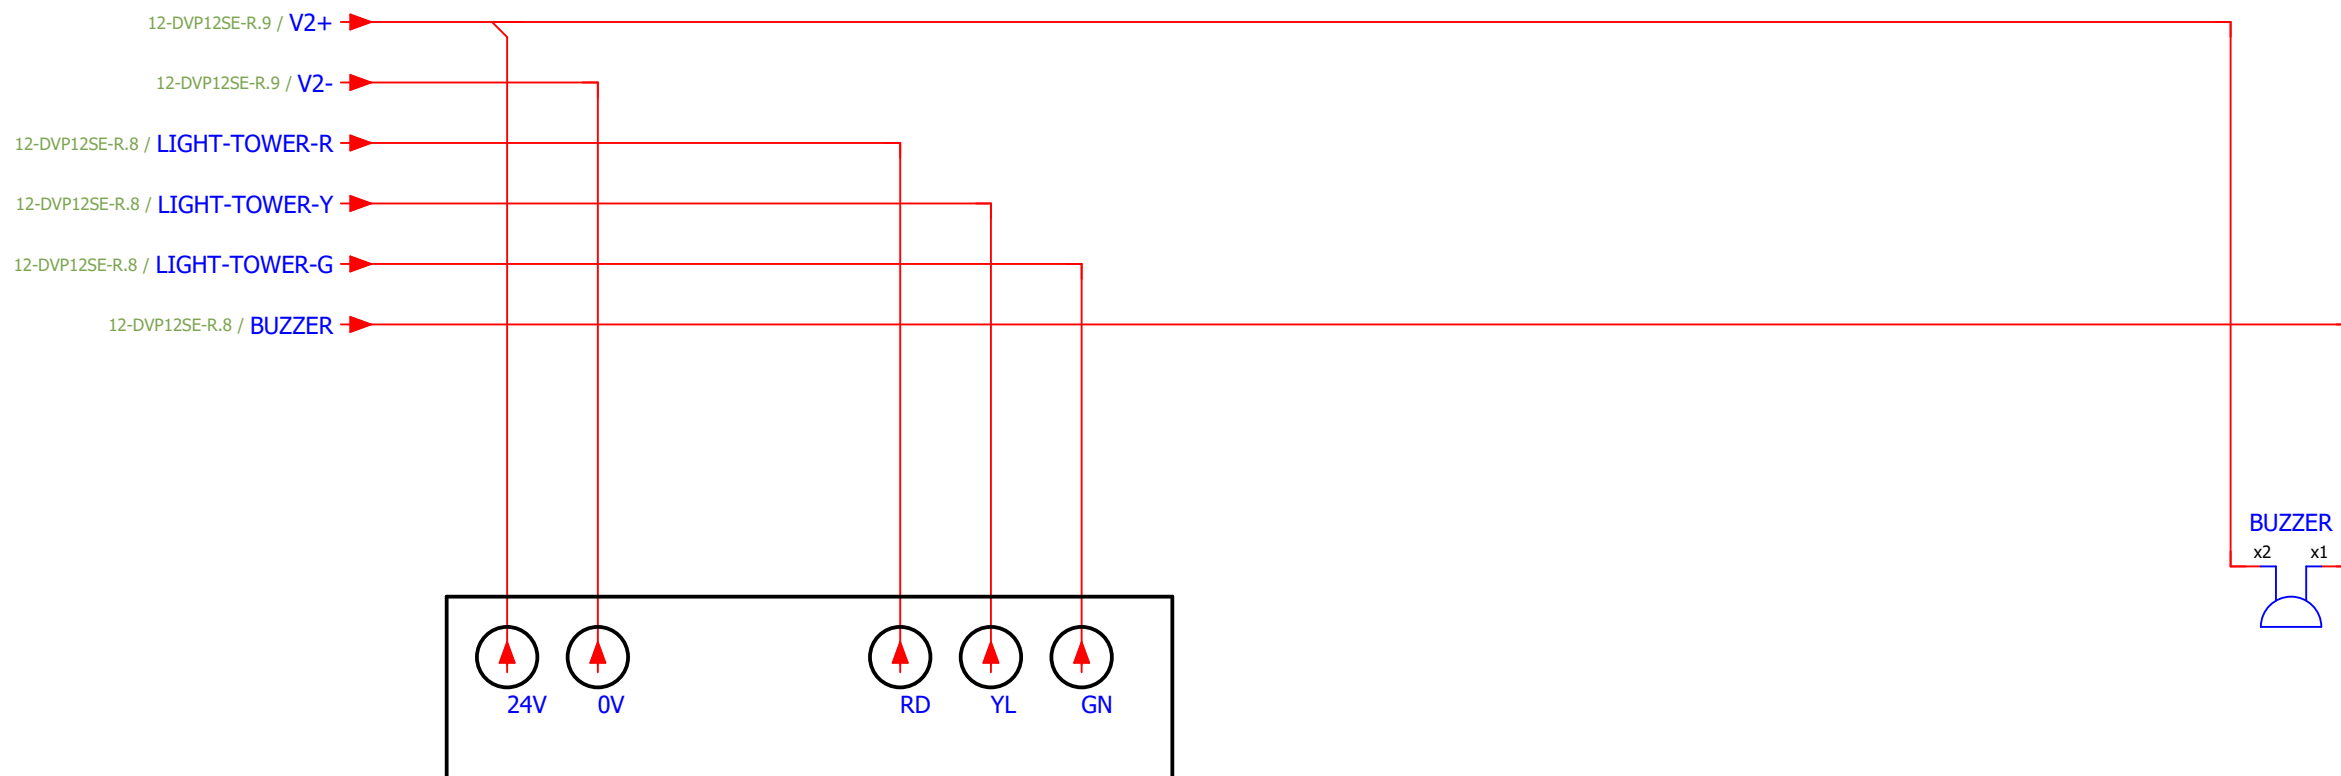 12-DVP12SE-R.9 / V2+
12-DVP12SE-R.9 / V2-
12-DVP12SE-R.8 / LIGHT-TOWER-R
12-DVP12SE-R.8 / LIGHT-TOWER-Y
12-DVP12SE-R.8 / LIGHT-TOWER-G
12-DVP12SE-R.8 / BUZZER
BUZZER
x2 x1
24V 0V RD YL GN